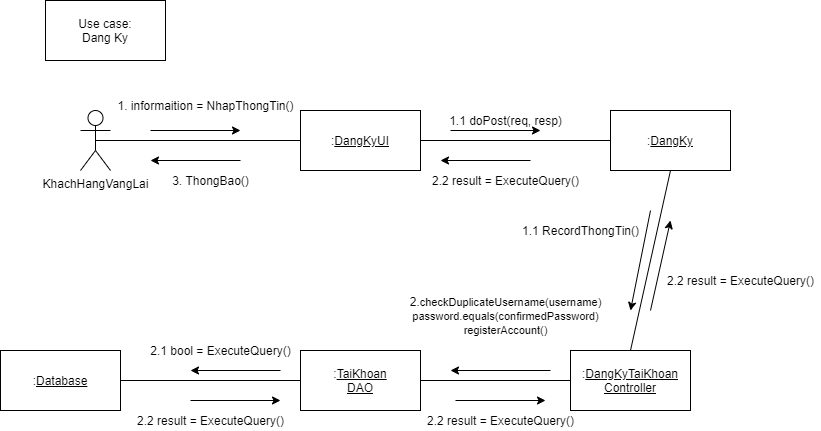 Use case:
Dang Ky
1. informaition = NhapThongTin()
1.1 doPost(req, resp)
:DangKyUI
:DangKy
KhachHangVangLai
3. ThongBao()
2.2 result = ExecuteQuery()
1.1 RecordThongTin()
2.2 result = ExecuteQuery()
2.checkDuplicateUsername(username)
password.equals(confirmedPassword)
registerAccount()
2.1 bool = ExecuteQuery()
:Database
:TaiKhoan
DAO
:DangKyTaiKhoan
Controller
2.2 result = ExecuteQuery()
2.2 result = ExecuteQuery()